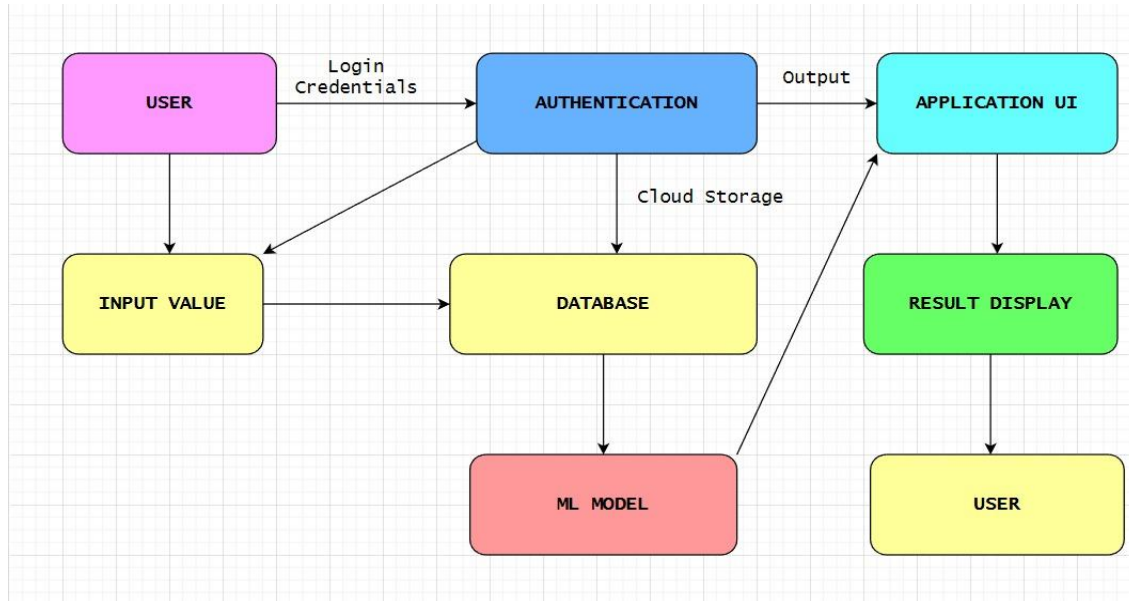 USER
Login
Credentials
AUTHENTICATION
Output
APPLICATION UI
Cloud Storage
INPUT VALUE
DATABASE
RESULT DISPLAY
ML MODEL
USER